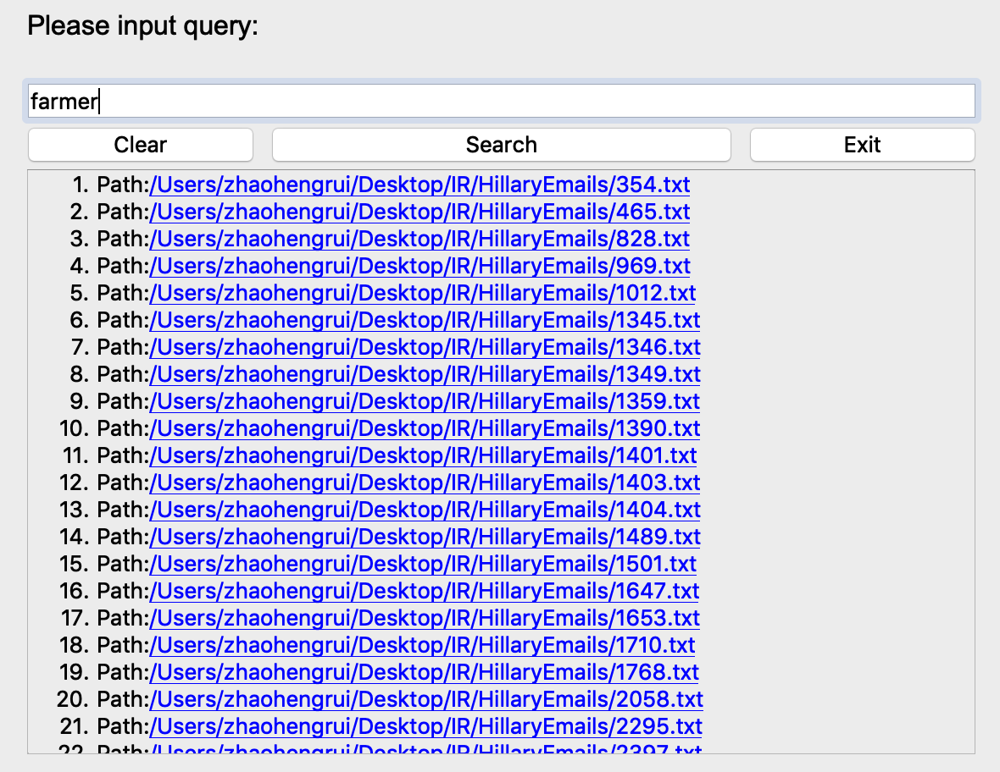 Please input query:
farmer
Clear Search Exit
1. Path:/Users/zhaohengrui/Desktop/IR/HillaryEmails/354.txt
2. Path:/Users/zhaohengrui/Desktop/IR/HillaryEmails/465.txt
3. Path:/Users/zhaohengrui/Desktop/IR/HillaryEmails/828.txt
4. Path:/Users/zhaohengrui/Desktop/IR/HillaryEmails/969.txt
5. Path:/Users/zhaohengrui/Desktop/IR/HillaryEmails/1012.txt
6. Path:/Users/zhaohengrui/Desktop/IR/HillaryEmails/1345.txt
7. Path:/Users/zhaohengrui/Desktop/IR/HillaryEmails/1346.txt
8. Path:/Users/zhaohengrui/Desktop/IR/HillaryEmails/1349.txt
9. Path:/Users/zhaohengrui/Desktop/IR/HillaryEmails/1359.txt
10. Path:/Users/zhaohengrui/Desktop/IR/HillaryEmails/1390.txt
11. Path:/Users/zhaohengrui/Desktop/IR/HillaryEmails/1401.txt
12. Path:/Users/zhaohengrui/Desktop/IR/HillaryEmails/1403.txt
13. Path:/Users/zhaohengrui/Desktop/IR/HillaryEmails/1404.txt
14. Path:/Users/zhaohengrui/Desktop/IR/HillaryEmails/1489.txt
15. Path:/Users/zhaohengrui/Desktop/IR/HillaryEmails/1501.txt
16. Path:/Users/zhaohengrui/Desktop/IR/HillaryEmails/1647.txt
17. Path:/Users/zhaohengrui/Desktop/IR/HillaryEmails/1653.txt
18. Path:/Users/zhaohengrui/Desktop/IR/HillaryEmails/1710.txt
19. Path:/Users/zhaohengrui/Desktop/IR/HillaryEmails/1768.txt
20. Path:/Users/zhaohengrui/Desktop/IR/HillaryEmails/2058.txt
21. Path:/Users/zhaohengrui/Desktop/IR/HillaryEmails/2295.txt
22. Path:/Users/zhaohengrui/Desktop/IR/HillaryEmails/2397.txt